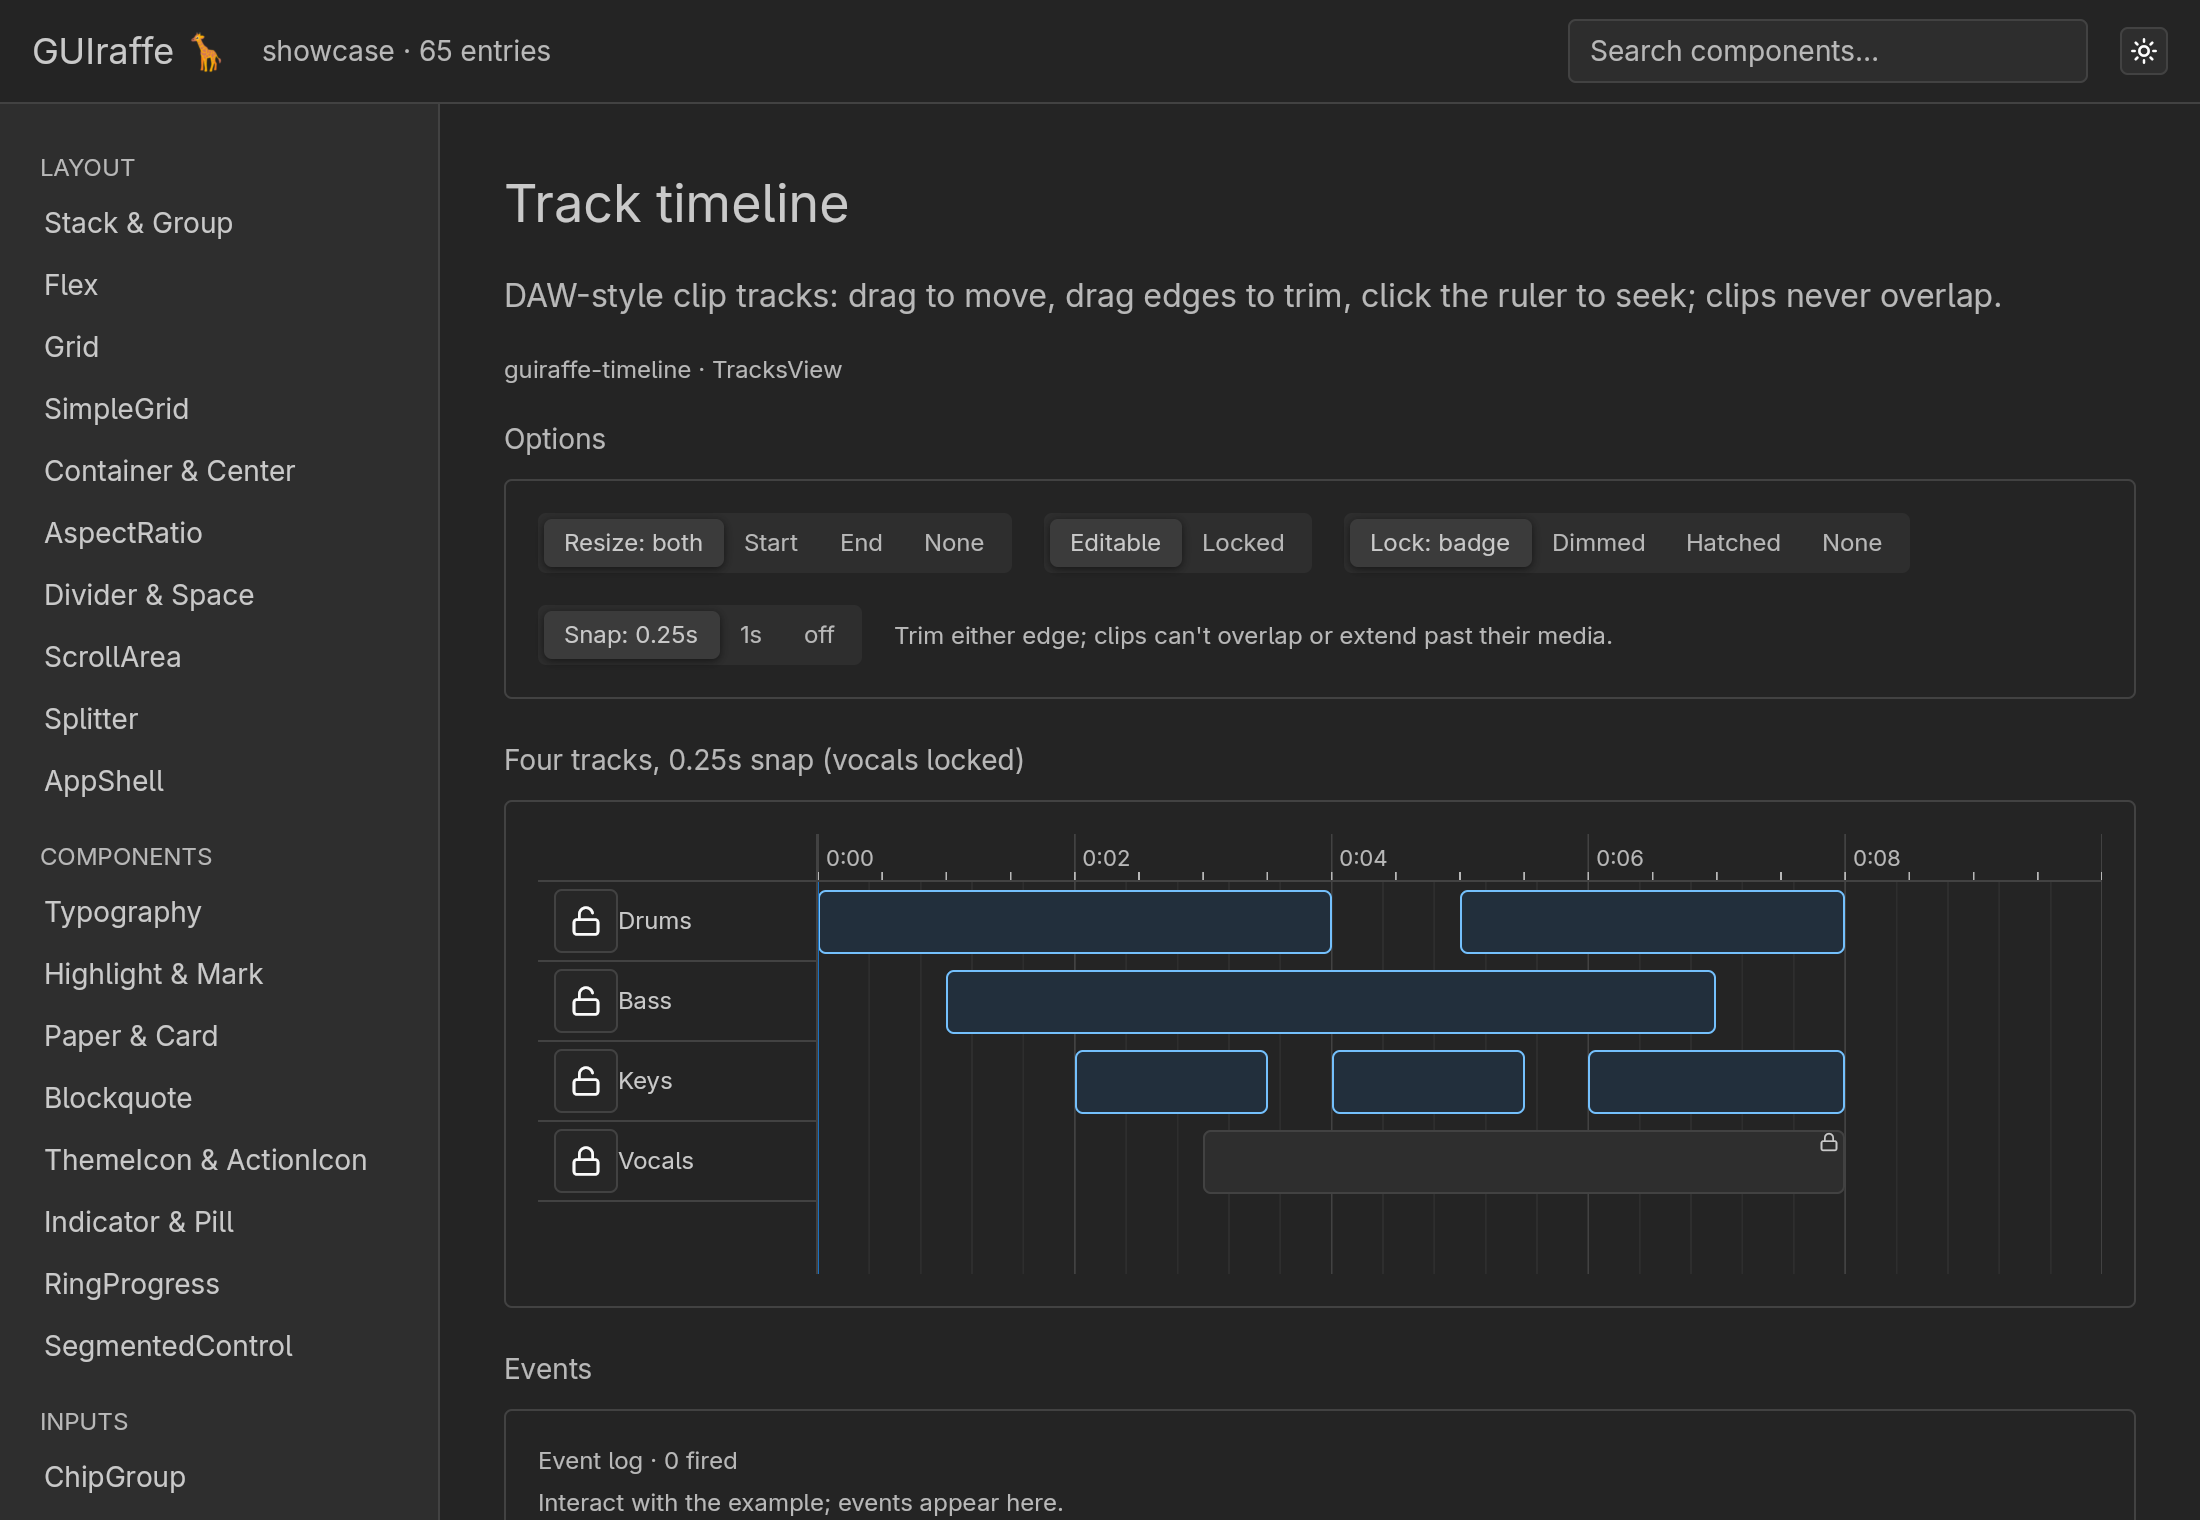 GUIraffe 🦒 showcase · 65 entries Search components...
LAYOUT
Stack & Group
Flex
Grid
SimpleGrid
Container & Center
AspectRatio
Divider & Space
ScrollArea
Splitter
AppShell
COMPONENTS
Typography
Highlight & Mark
Paper & Card
Blockquote
ThemeIcon & ActionIcon
Indicator & Pill
RingProgress
SegmentedControl
INPUTS
ChipGroup
Track timeline
DAW-style clip tracks: drag to move, drag edges to trim, click the ruler to seek; clips never overlap.
guiraffe-timeline · TracksView
Options
Resize: both Start End None Editable Locked Lock: badge Dimmed Hatched None
Snap: 0.25s 1s off Trim either edge; clips can't overlap or extend past their media.
Four tracks, 0.25s snap (vocals locked)
0:00 0:02 0:04 0:06 0:08
Drums
Bass
Keys
Vocals
Events
Event log · 0 fired
Interact with the example; events appear here.